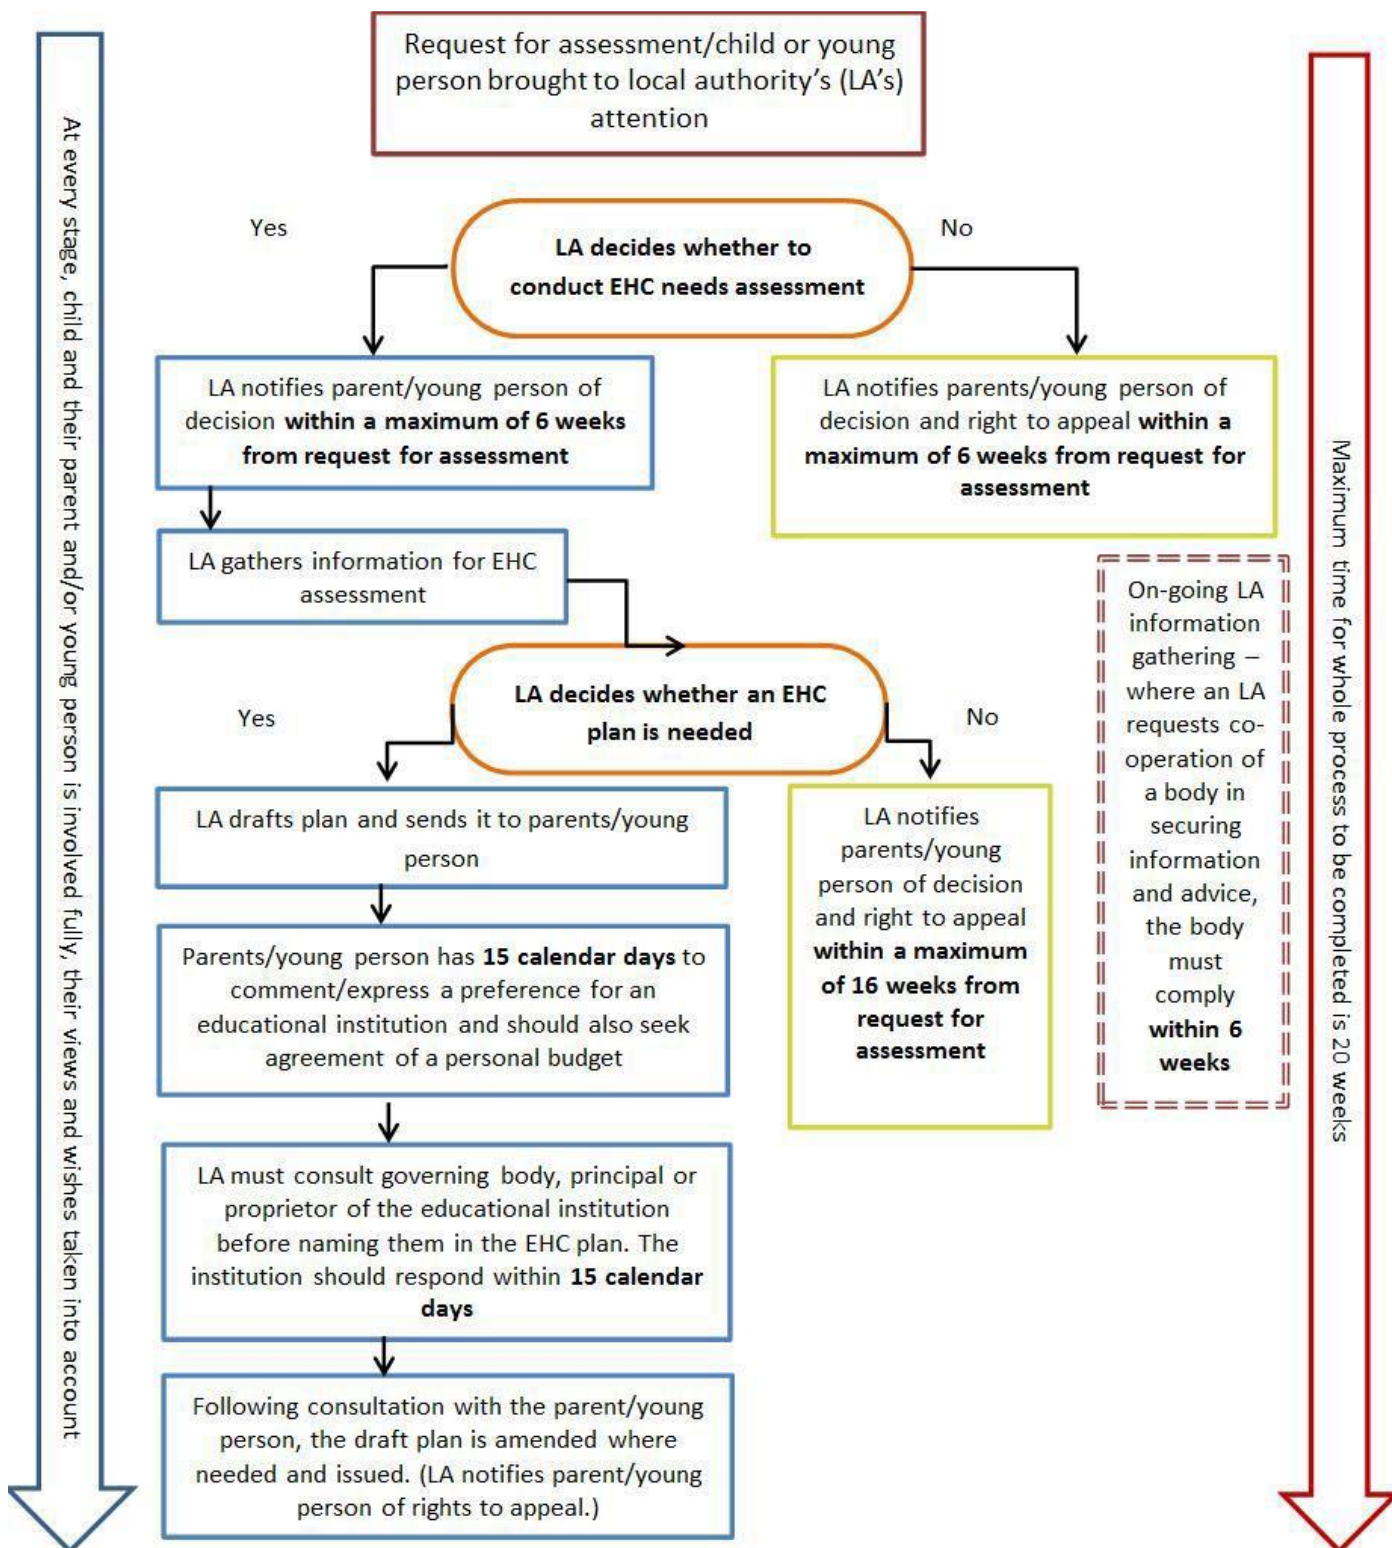 Request for assessment/child or young
person brought to local authority's (LA's)
attention
Yes
No
LA decides whether to
conduct EHC needs assessment
LA notifies parent/young person of
decision within a maximum of 6 weeks
from request for assessment
LA notifies parents/young person of
decision and right to appeal within a
maximum of 6 weeks from request for
assessment
LA gathers information for EHC
assessment
On-going LA
information
gathering –
where an LA
requests co-
operation of
a body in
securing
information
and advice,
the body
must
comply
within 6
weeks
LA decides whether an EHC
plan is needed
Yes
No
LA drafts plan and sends it to parents/young
person
LA notifies
parents/young
person of decision
and right to appeal
within a maximum
of 16 weeks from
request for
assessment
Parents/young person has 15 calendar days to
comment/express a preference for an
educational institution and should also seek
agreement of a personal budget
LA must consult governing body, principal or
proprietor of the educational institution
before naming them in the EHC plan. The
institution should respond within 15 calendar
days
Following consultation with the parent/young
person, the draft plan is amended where
needed and issued. (LA notifies parent/young
person of rights to appeal.)
At every stage, child and their parent and/or young person is involved fully, their views and wishes taken into account
Maximum time for whole process to be completed is 20 weeks